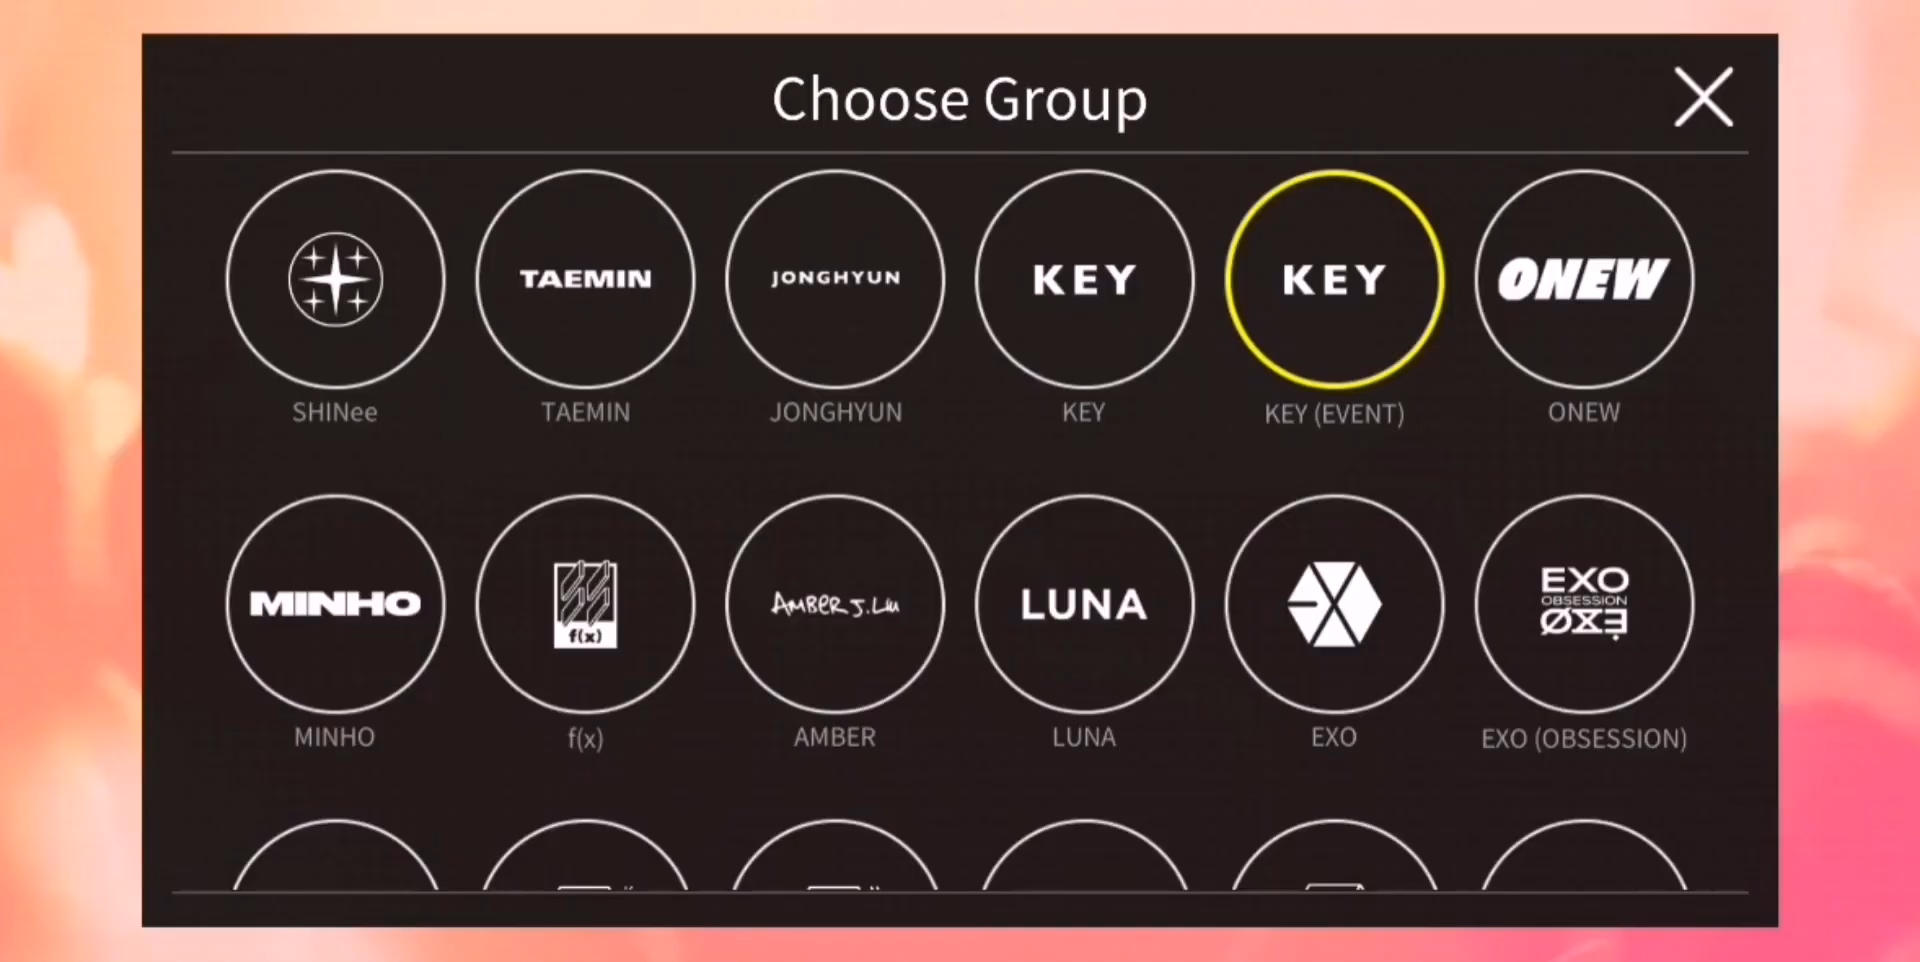 Choose Group
TAEMIN
JONGHYUN
KEY
KEY
ONEW
SHINee
TAEMIN
JONGHYUN
KEY
KEY (EVENT)
ONEW
MINHO
f(x)
AMBER J. Liu
LUNA
EXO
OBSESSION
MINHO
f(x)
AMBER
LUNA
EXO
EXO (OBSESSION)